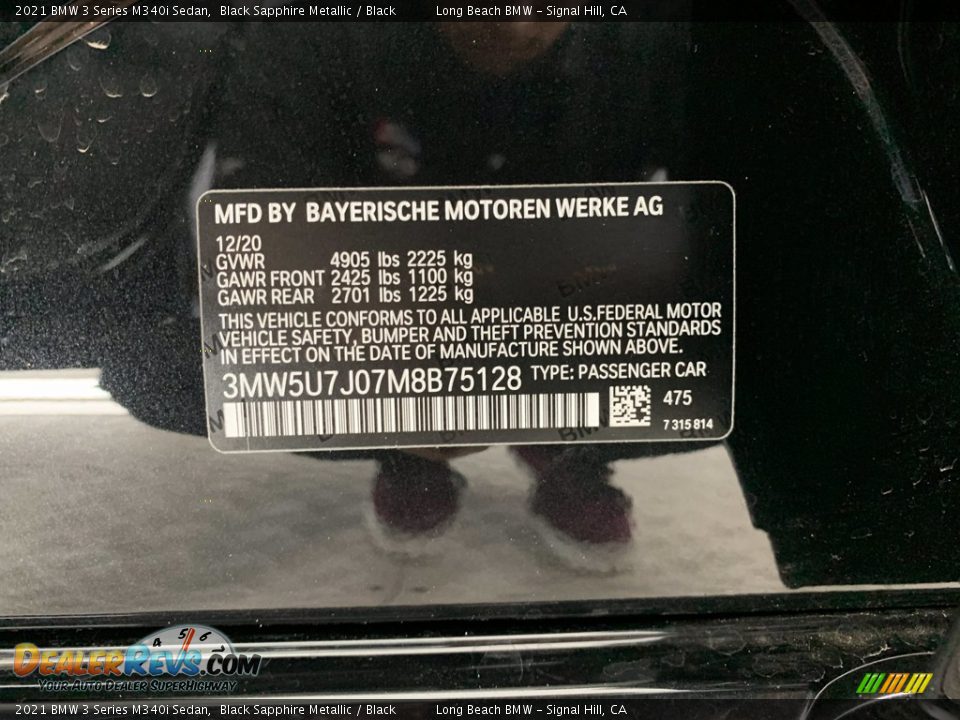 2021 BMW 3 Series M340i Sedan, Black Sapphire Metallic / Black Long Beach BMW - Signal Hill, CA
MFD BY BAYERISCHE MOTOREN WERKE AG
12/20
GVWR 4905 lbs 2225 kg
GAWR FRONT 2425 lbs 1100 kg
GAWR REAR 2701 lbs 1225 kg
THIS VEHICLE CONFORMS TO ALL APPLICABLE U.S.FEDERAL MOTOR
VEHICLE SAFETY, BUMPER AND THEFT PREVENTION STANDARDS
IN EFFECT ON THE DATE OF MANUFACTURE SHOWN ABOVE.
3MW5U7J07M8B75128 TYPE: PASSENGER CAR
475
7 315 814
4 5 6
DEALERREVS.COM
YOUR AUTO DEALER SUPERHIGHWAY
2021 BMW 3 Series M340i Sedan, Black Sapphire Metallic / Black Long Beach BMW - Signal Hill, CA